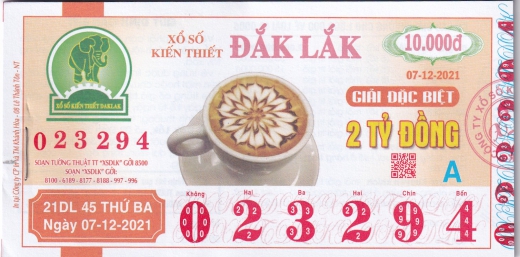 XỔ SỐ
KIẾN THIẾT
ĐẮK LẮK
10.000đ
07-12-2021
XỔ SỐ KIẾN THIẾT ĐAKLAK
GIẢI ĐẶC BIỆT
2 TỶ ĐỒNG
A
023294
SOẠN TƯỜNG THUẬT TT "XSDLK" GỞI 8500
SOẠN "XSDLK" GỞI:
8100 - 6189 - 8177 - 8188 - 997 - 996
21DL 45 THỨ BA
Ngày 07-12-2021
Không Hai Ba Hai Chín Bốn
0 2 3 2 9 4